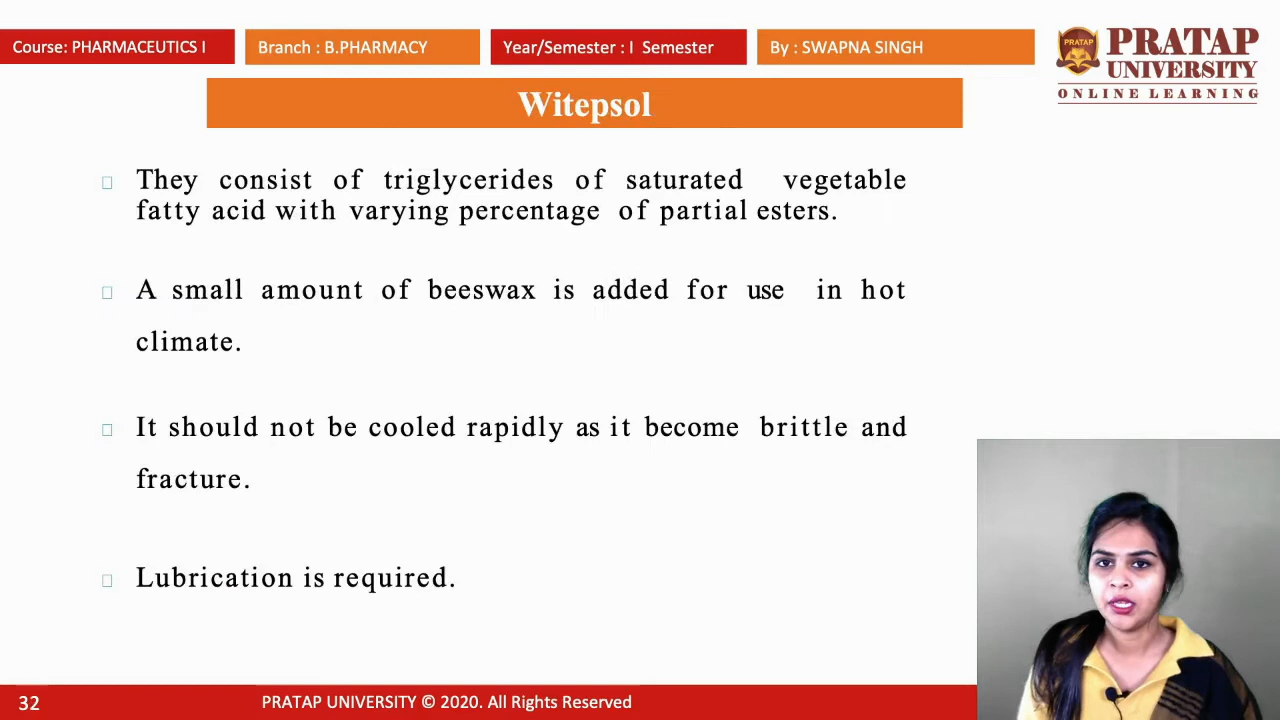 Course: PHARMACEUTICS I
Branch : B.PHARMACY
Year/Semester : I Semester
By : SWAPNA SINGH
PRATAP
PRATAP
UNIVERSITY
ONLINE LEARNING
Witepsol
They consist of triglycerides of saturated vegetable
fatty acid with varying percentage of partial esters.
A small amount of beeswax is added for use in hot
climate.
It should not be cooled rapidly as it become brittle and
fracture.
Lubrication is required.
32
PRATAP UNIVERSITY © 2020. All Rights Reserved